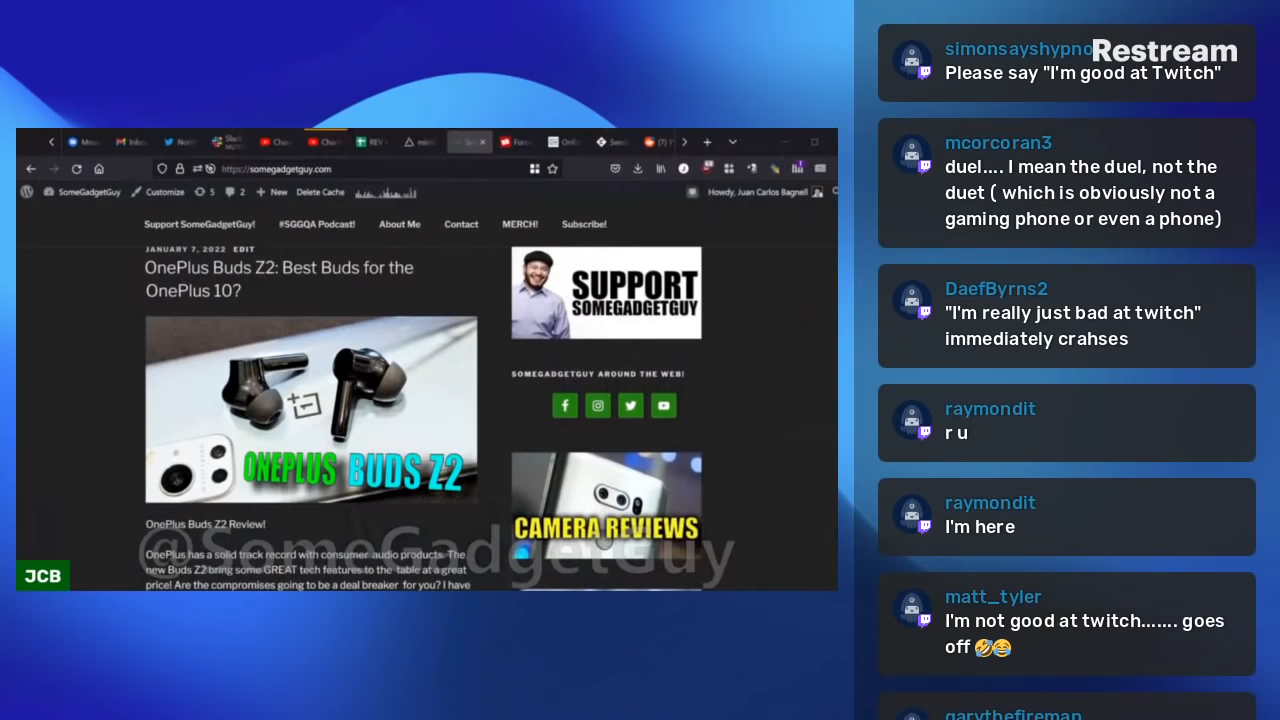 Restream
simonsayshypno
Please say "I'm good at Twitch"
mcorcoran3
duel.... I mean the duel, not the
duet ( which is obviously not a
gaming phone or even a phone)
DaefByrns2
"I'm really just bad at twitch"
immediately crahses
raymondit
r u
raymondit
I'm here
matt_tyler
I'm not good at twitch....... goes
off 🤣😂
garythefireman
https://somegadgetguy.com
SomeGadgetGuy Customize 5 2 New Delete Cache Howdy, Juan Carlos Bagnell
Support SomeGadgetGuy! #SGGQA Podcast! About Me Contact MERCH! Subscribe!
JANUARY 7, 2022 EDIT
OnePlus Buds Z2: Best Buds for the
OnePlus 10?
ONEPLUS BUDS Z2
OnePlus Buds Z2 Review!
OnePlus has a solid track record with consumer audio products. The
new Buds Z2 bring some GREAT tech features to the table at a great
price! Are the compromises going to be a deal breaker for you? I have
SUPPORT
SOMEGADGETGUY
SOMEGADGETGUY AROUND THE WEB!
CAMERA REVIEWS
@SomeGadgetGuy
JCB